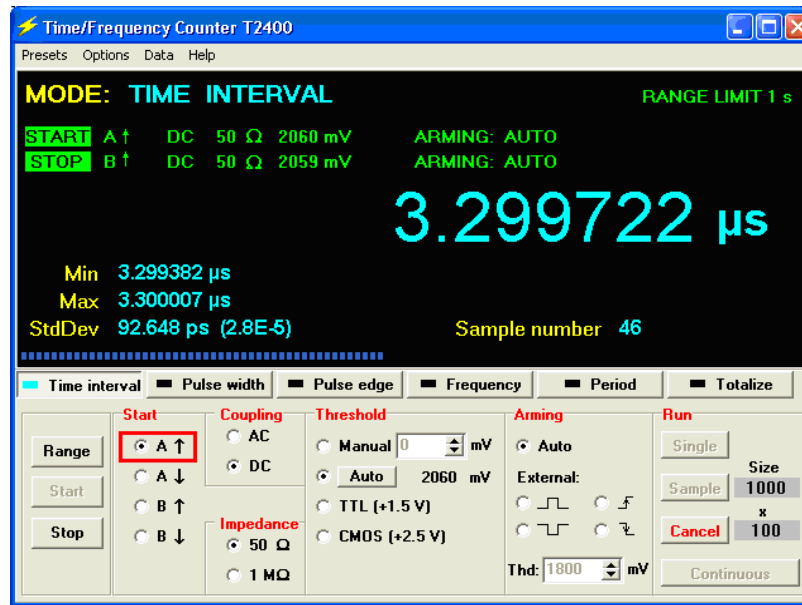 Time/Frequency Counter T2400
Presets Options Data Help
MODE: TIME INTERVAL RANGE LIMIT 1 s
START A↑ DC 50 Ω 2060 mV ARMING: AUTO
STOP B↑ DC 50 Ω 2059 mV ARMING: AUTO
3.299722 µs
Min 3.299382 µs
Max 3.300007 µs
StdDev 92.648 ps (2.8E-5) Sample number 46
Time interval Pulse width Pulse edge Frequency Period Totalize
Start Coupling Threshold Arming Run
Range A ↑ AC Manual 0 mV Auto Single
Start A ↓ DC Auto 2060 mV External: Sample Size 1000
B ↑ TTL (+1.5 V) x
Stop B ↓ Impedance 50 Ω CMOS (+2.5 V) Cancel 100
1 MΩ Thd: 1800 mV Continuous